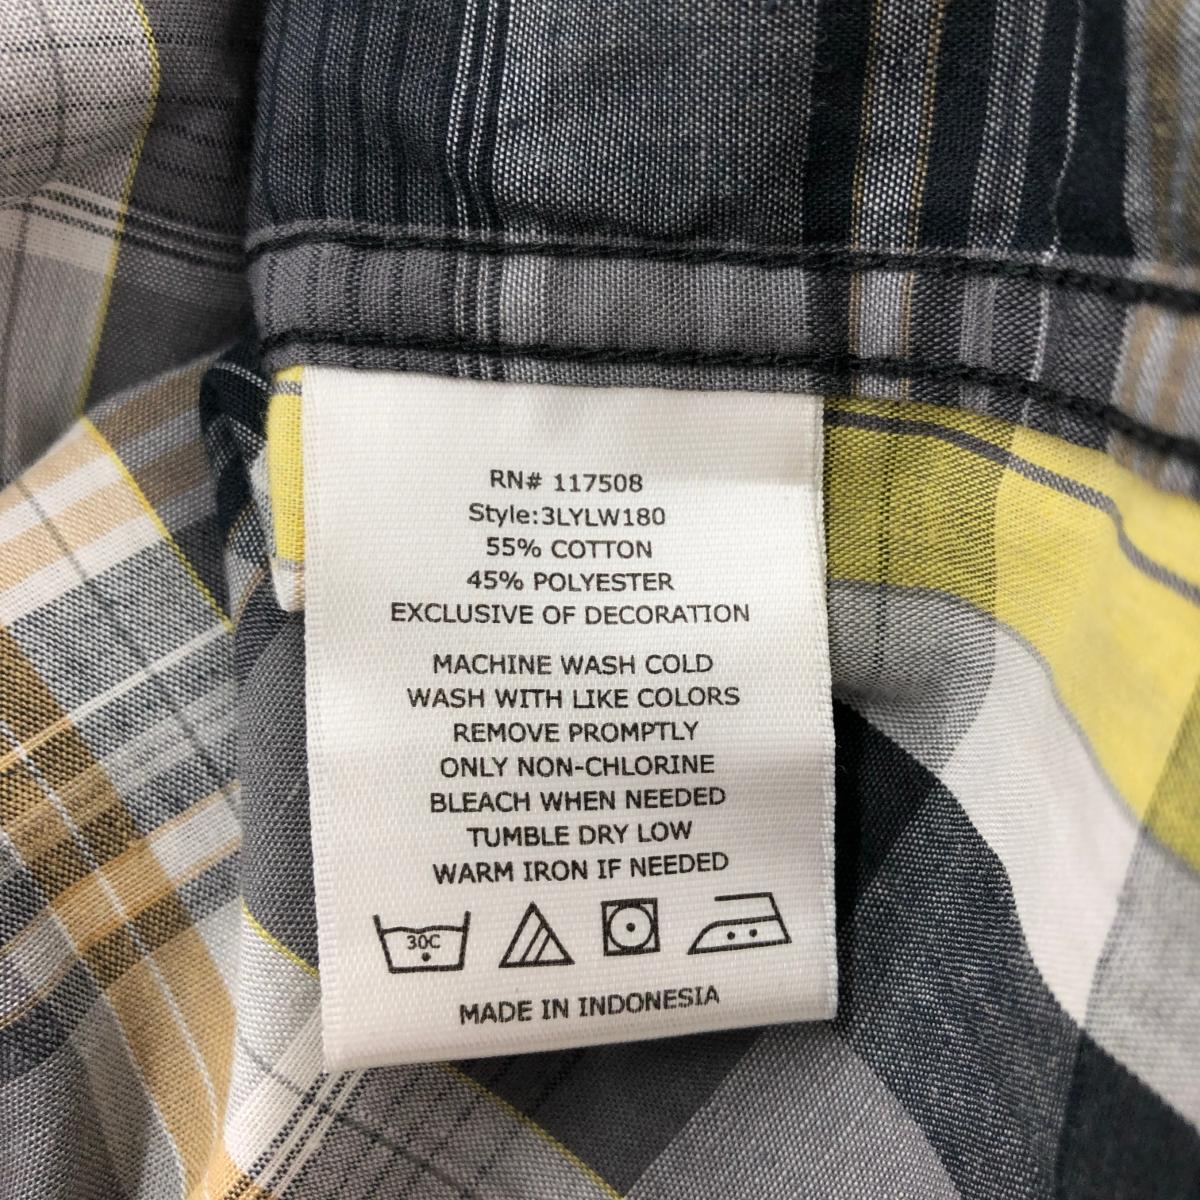 RN# 117508
Style:3LYLW180
55% COTTON
45% POLYESTER
EXCLUSIVE OF DECORATION
MACHINE WASH COLD
WASH WITH LIKE COLORS
REMOVE PROMPTLY
ONLY NON-CHLORINE
BLEACH WHEN NEEDED
TUMBLE DRY LOW
WARM IRON IF NEEDED
30C
MADE IN INDONESIA